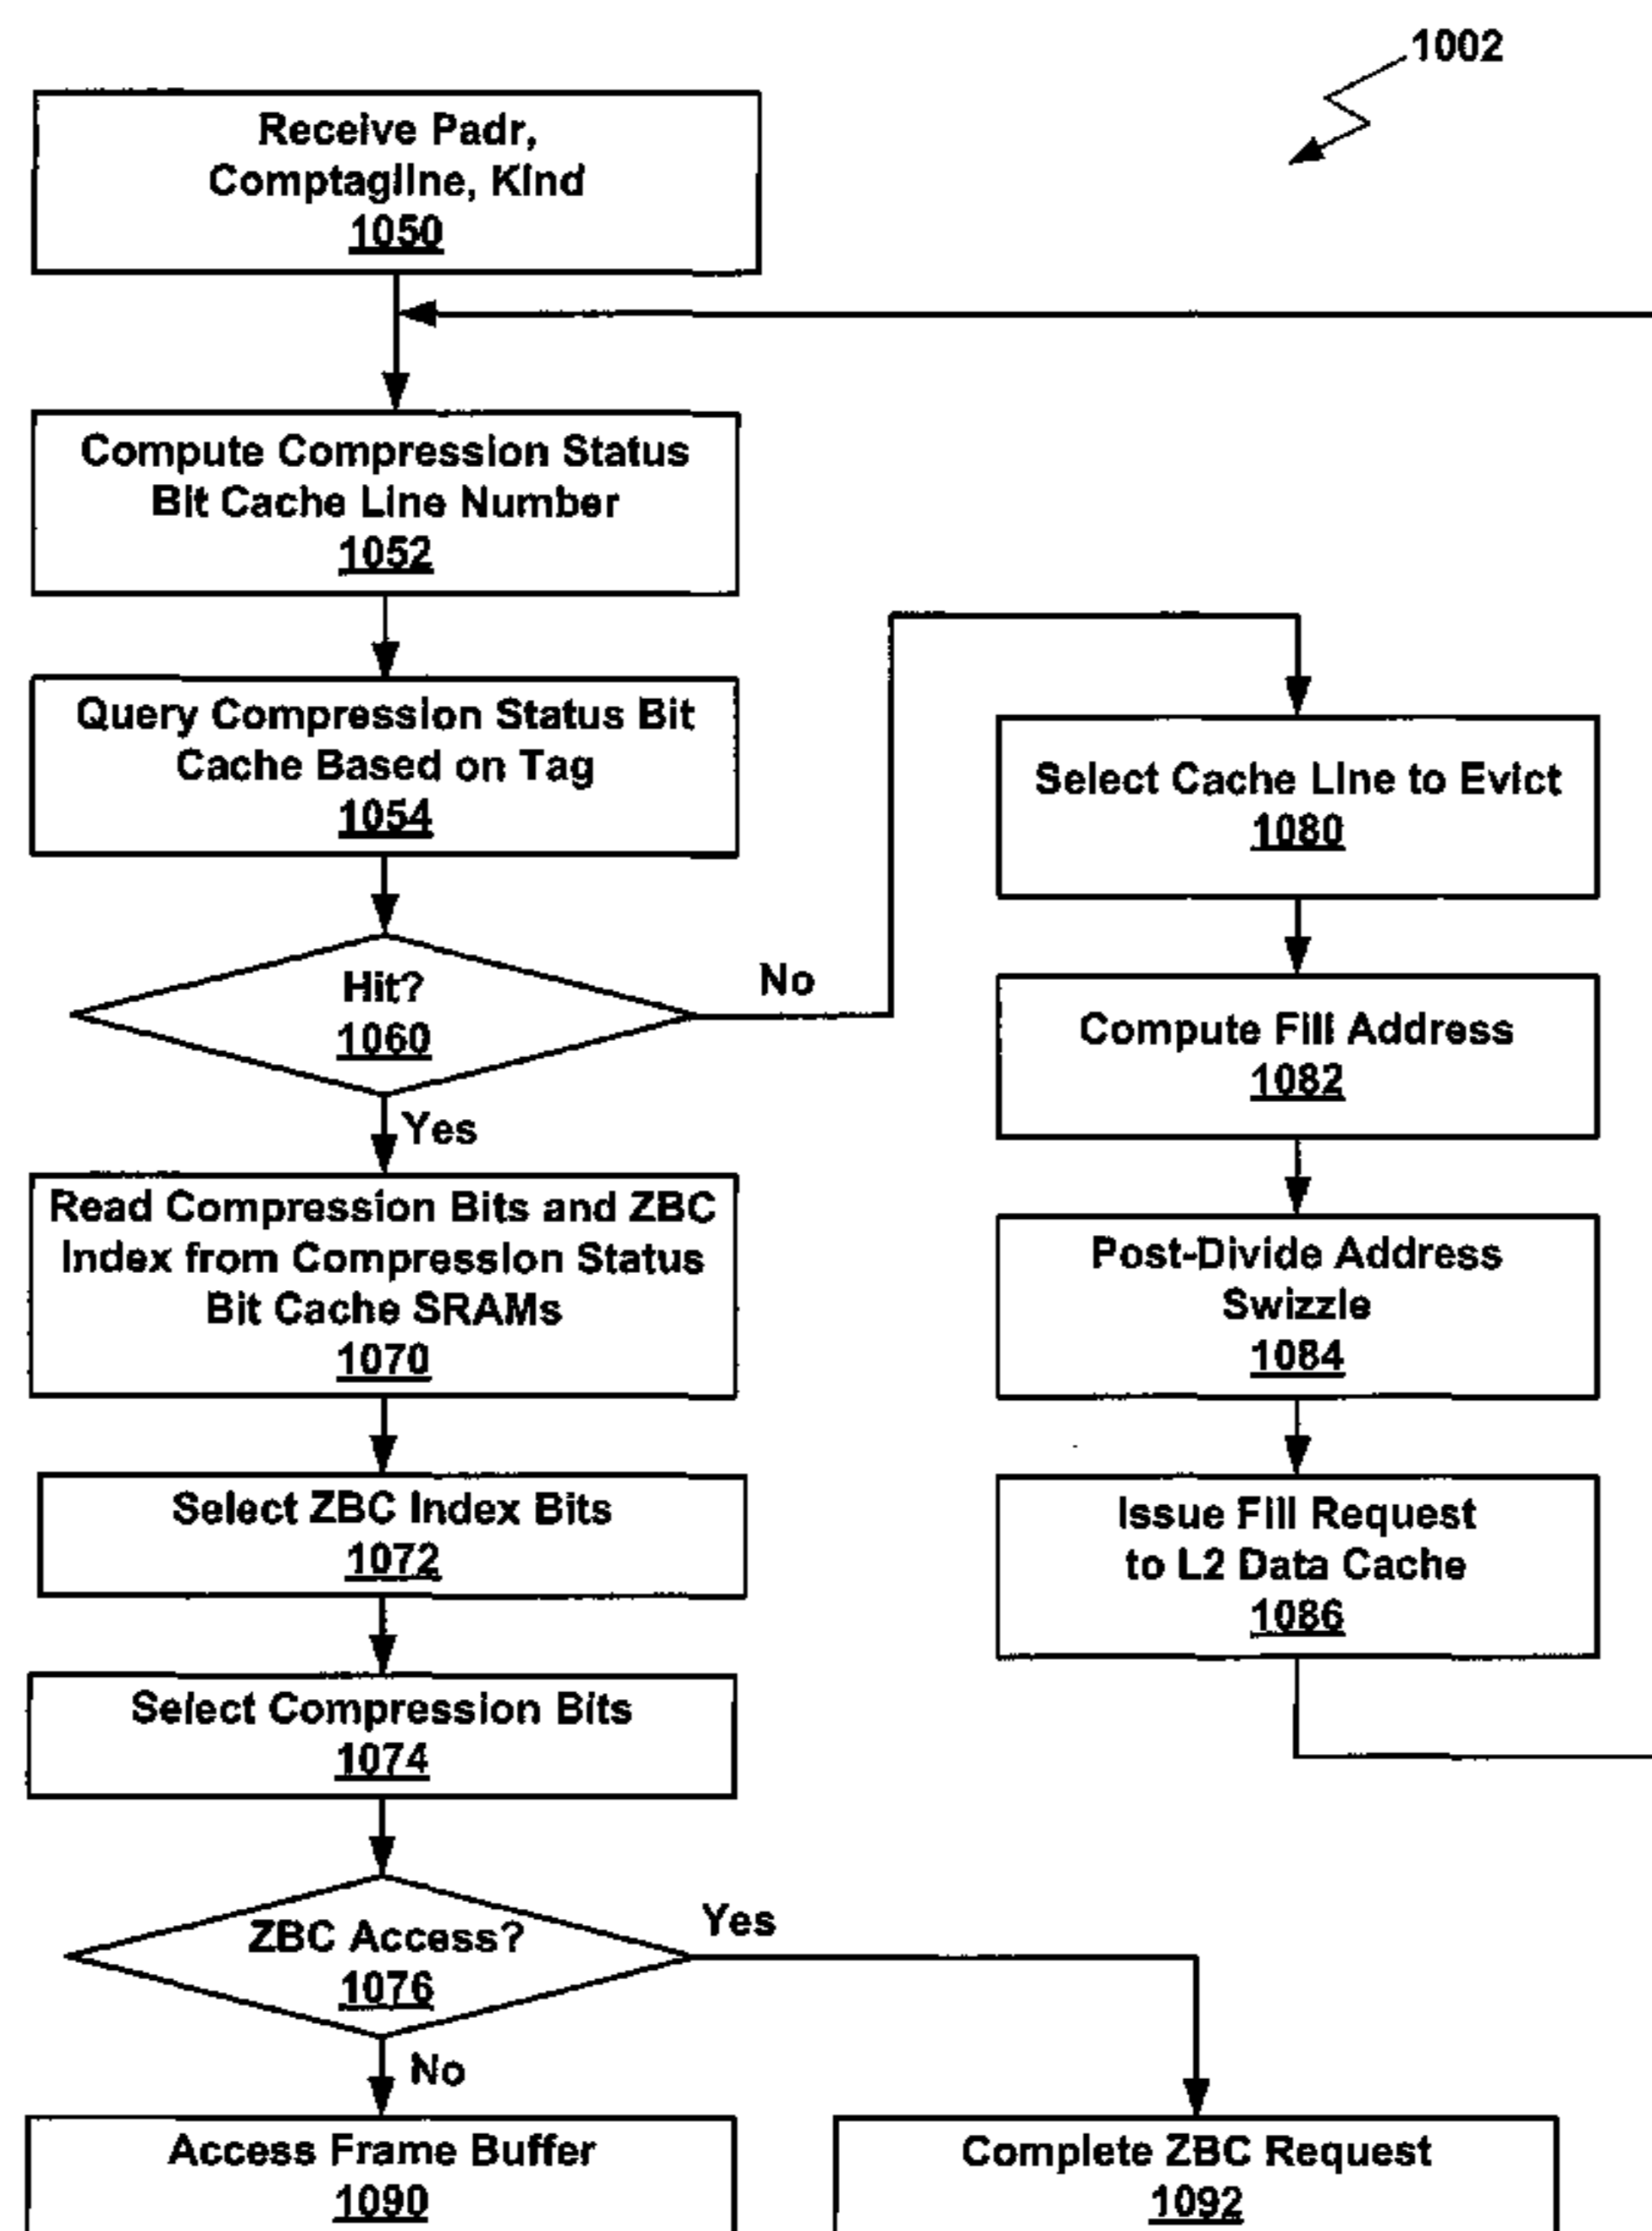 1002
Receive Padr,
Comptagline, Kind
1050
Compute Compression Status
Bit Cache Line Number
1052
Query Compression Status Bit
Cache Based on Tag
1054
Hit?
1060
No
Yes
Read Compression Bits and ZBC
Index from Compression Status
Bit Cache SRAMs
1070
Select ZBC Index Bits
1072
Select Compression Bits
1074
ZBC Access?
1076
Yes
No
Access Frame Buffer
1090
Select Cache Line to Evict
1080
Compute Fill Address
1082
Post-Divide Address
Swizzle
1084
Issue Fill Request
to L2 Data Cache
1086
Complete ZBC Request
1092